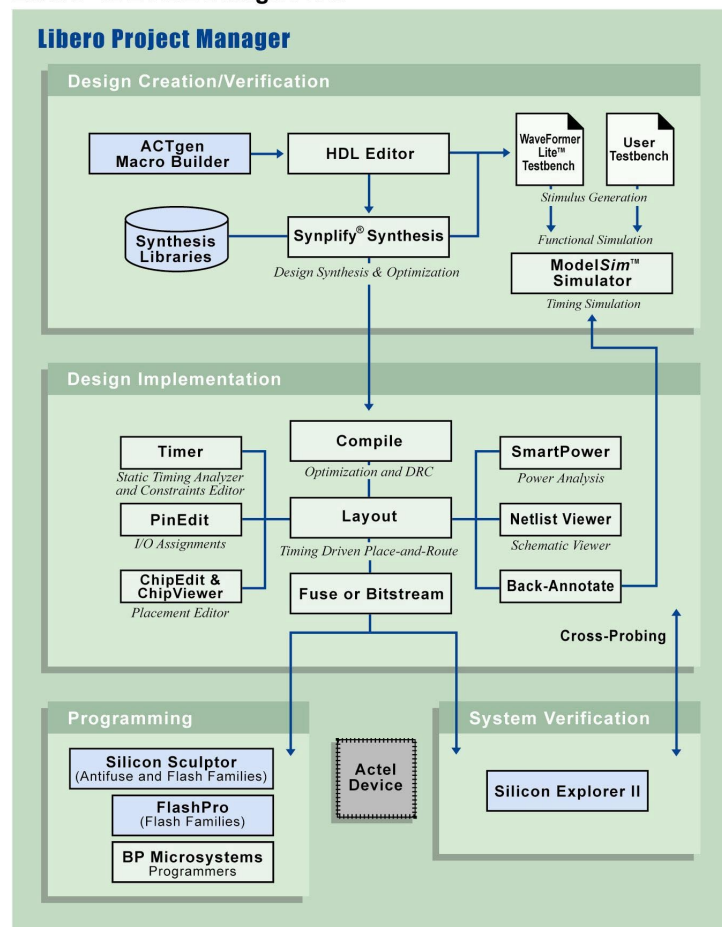 Libero Project Manager
Design Creation/Verification
ACTgen
Macro Builder
HDL Editor
WaveFormer
Lite™
Testbench
User
Testbench
Stimulus Generation
Synthesis
Libraries
Synplify® Synthesis
Design Synthesis & Optimization
Functional Simulation
ModelSim™
Simulator
Timing Simulation
Design Implementation
Timer
Static Timing Analyzer
and Constraints Editor
Compile
Optimization and DRC
SmartPower
Power Analysis
PinEdit
I/O Assignments
Layout
Timing Driven Place-and-Route
Netlist Viewer
Schematic Viewer
ChipEdit &
ChipViewer
Placement Editor
Fuse or Bitstream
Back-Annotate
Cross-Probing
Programming
Silicon Sculptor
(Antifuse and Flash Families)
FlashPro
(Flash Families)
BP Microsystems
Programmers
Actel
Device
System Verification
Silicon Explorer II